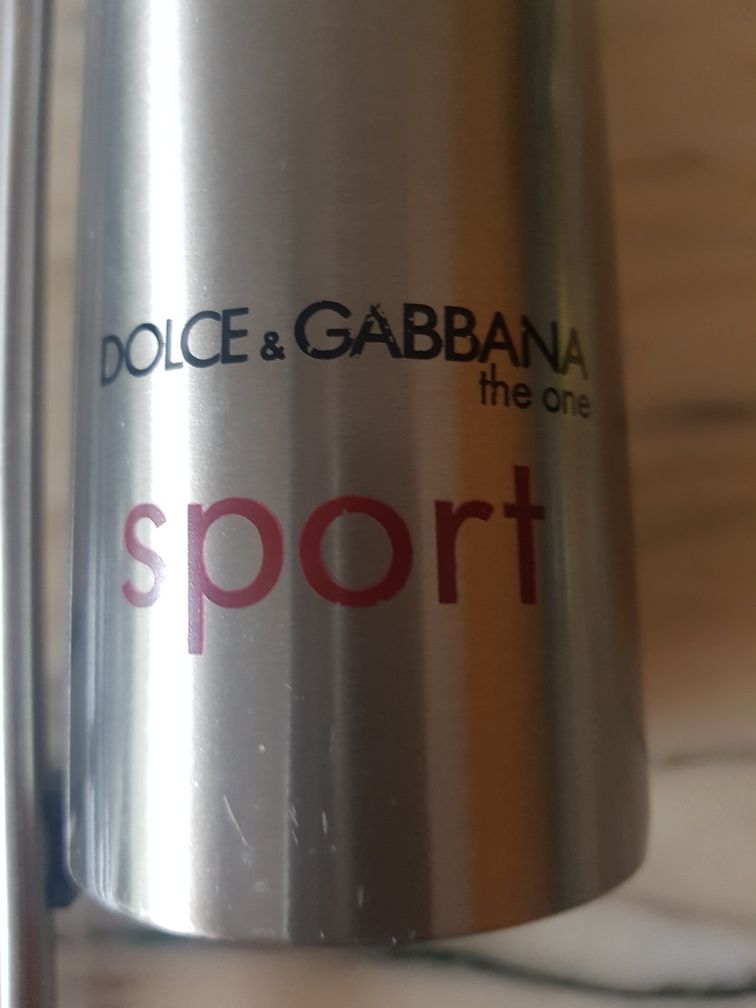 DOLCE & GABBANA
the one
sport